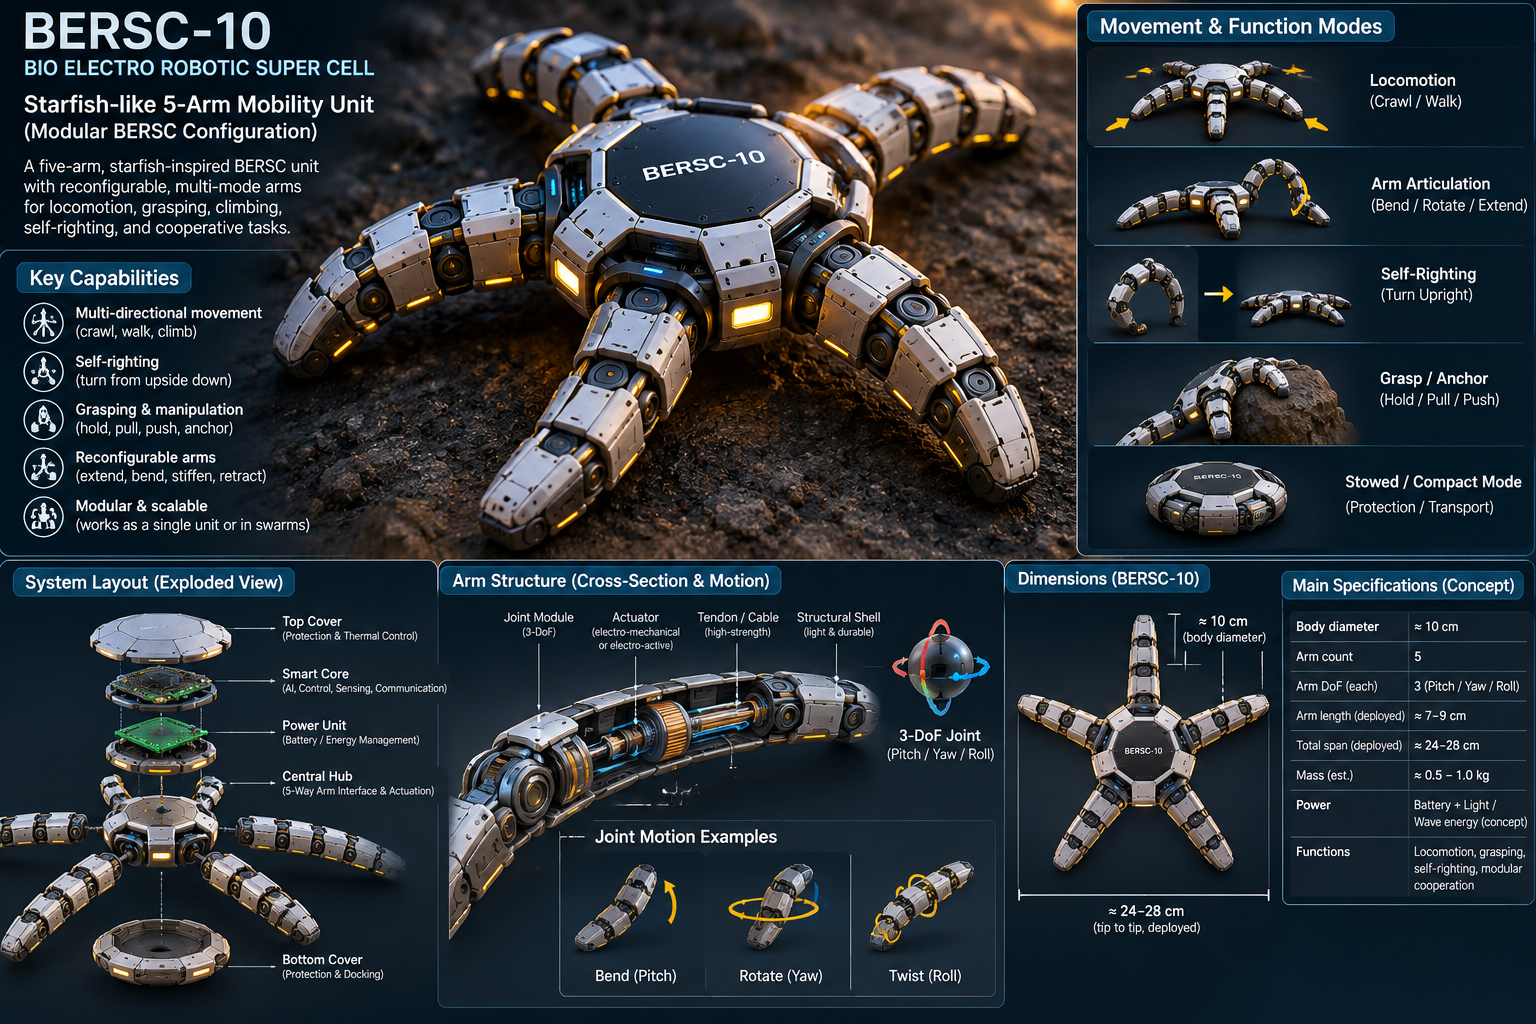 BERSC-10
BIO ELECTRO ROBOTIC SUPER CELL
Starfish-like 5-Arm Mobility Unit
(Modular BERSC Configuration)
A five-arm, starfish-inspired BERSC unit
with reconfigurable, multi-mode arms
for locomotion, grasping, climbing,
self-righting, and cooperative tasks.
Key Capabilities
Multi-directional movement
(crawl, walk, climb)
Self-righting
(turn from upside down)
Grasping & manipulation
(hold, pull, push, anchor)
Reconfigurable arms
(extend, bend, stiffen, retract)
Modular & scalable
(works as a single unit or in swarms)
BERSC-10
Movement & Function Modes
Locomotion
(Crawl / Walk)
Arm Articulation
(Bend / Rotate / Extend)
Self-Righting
(Turn Upright)
Grasp / Anchor
(Hold / Pull / Push)
BERSC-10
Stowed / Compact Mode
(Protection / Transport)
System Layout (Exploded View)
Top Cover
(Protection & Thermal Control)
Smart Core
(AI, Control, Sensing, Communication)
Power Unit
(Battery / Energy Management)
Central Hub
(5-Way Arm Interface & Actuation)
Bottom Cover
(Protection & Docking)
Arm Structure (Cross-Section & Motion)
Joint Module
(3-DoF)
Actuator
(electro-mechanical
or electro-active)
Tendon / Cable
(high-strength)
Structural Shell
(light & durable)
3-DoF Joint
(Pitch / Yaw / Roll)
Joint Motion Examples
Bend (Pitch)
Rotate (Yaw)
Twist (Roll)
Dimensions (BERSC-10)
≈ 10 cm
(body diameter)
BERSC-10
≈ 24–28 cm
(tip to tip, deployed)
Main Specifications (Concept)
Body diameter ≈ 10 cm
Arm count 5
Arm DoF (each) 3 (Pitch / Yaw / Roll)
Arm length (deployed) ≈ 7–9 cm
Total span (deployed) ≈ 24–28 cm
Mass (est.) ≈ 0.5 – 1.0 kg
Power Battery + Light /
Wave energy (concept)
Functions Locomotion, grasping,
self-righting, modular
cooperation